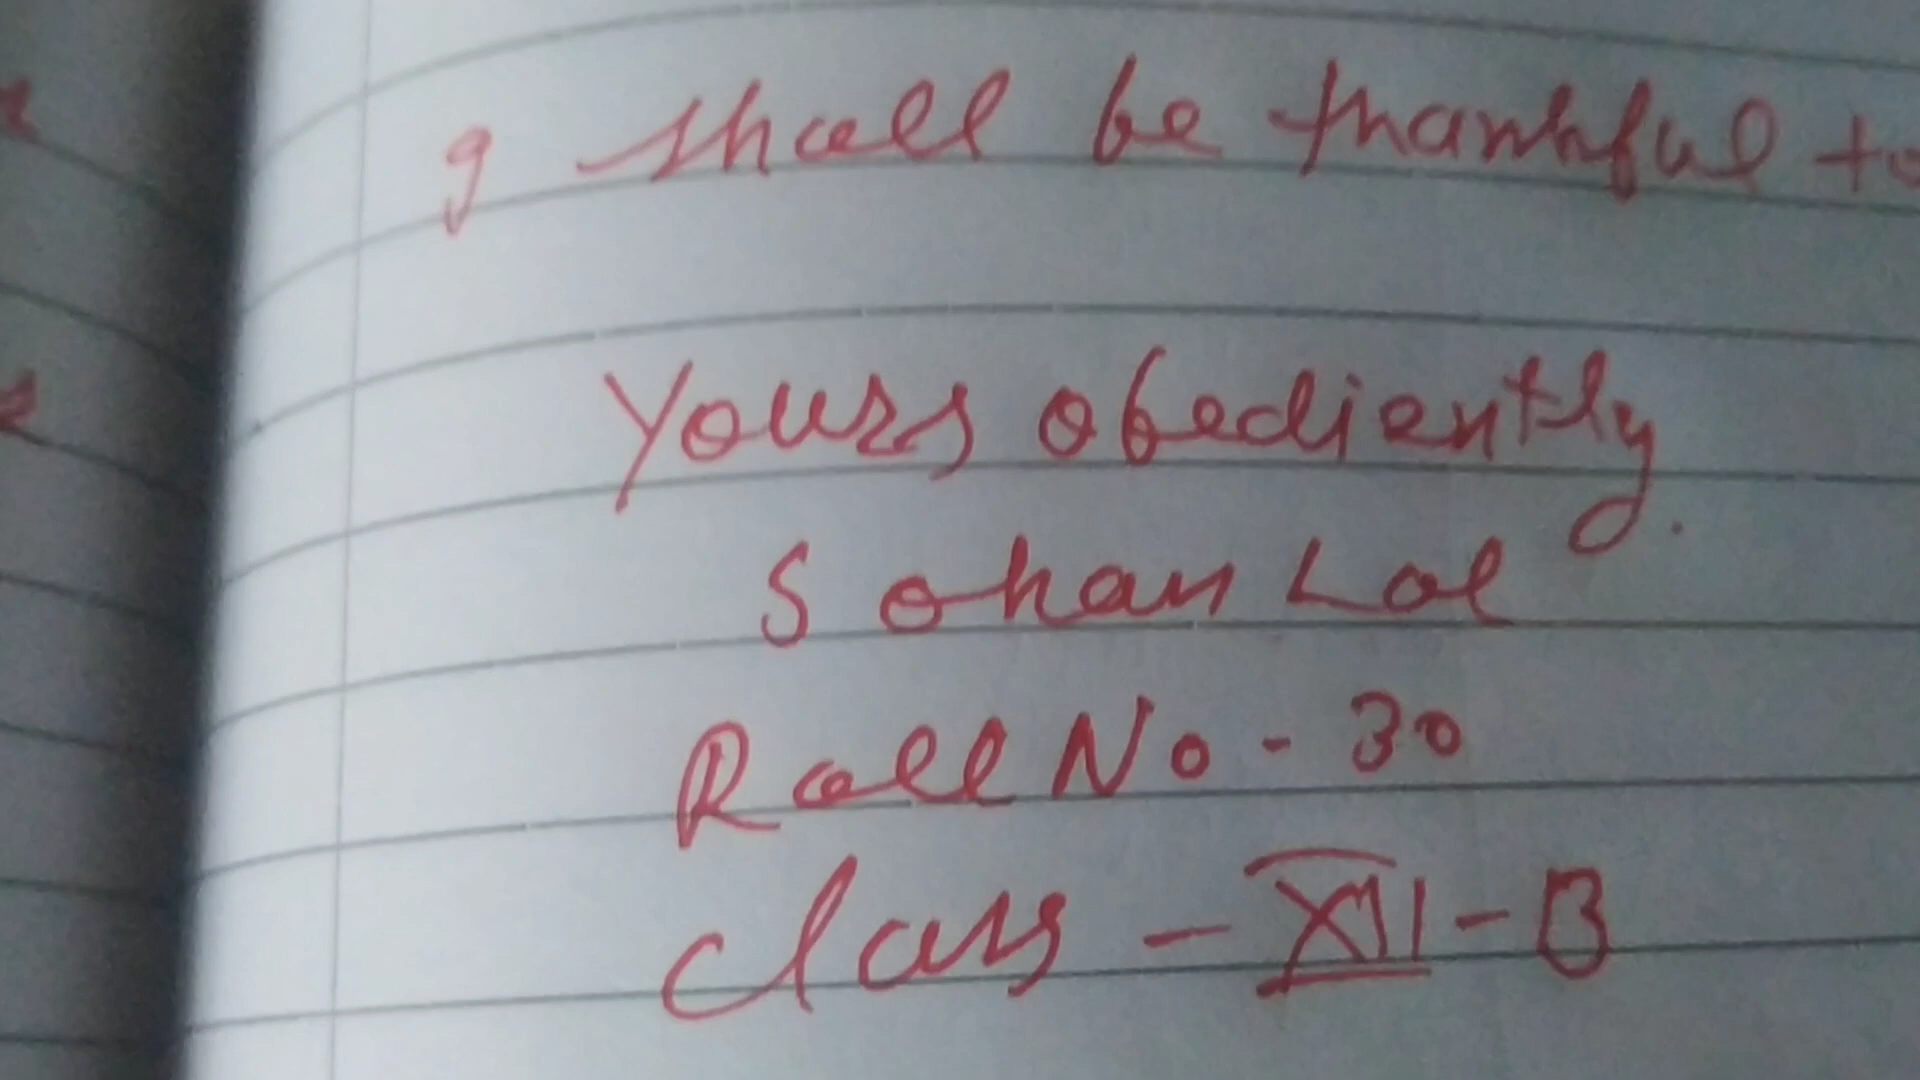 I shall be thankful to
Yours obediently.
Sohan Lal
Roll No - 30
Class - XII - B